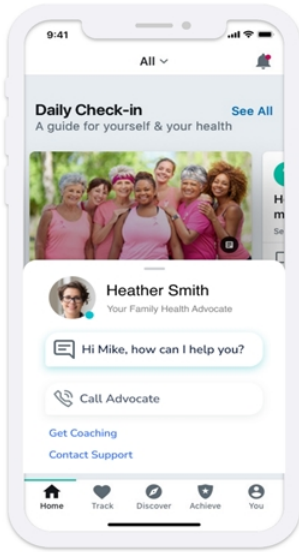 9:41
All
Daily Check-in
See All
A guide for yourself & your health
Heather Smith
Your Family Health Advocate
Hi Mike, how can I help you?
Call Advocate
Get Coaching
Contact Support
Home
Track
Discover
Achieve
You